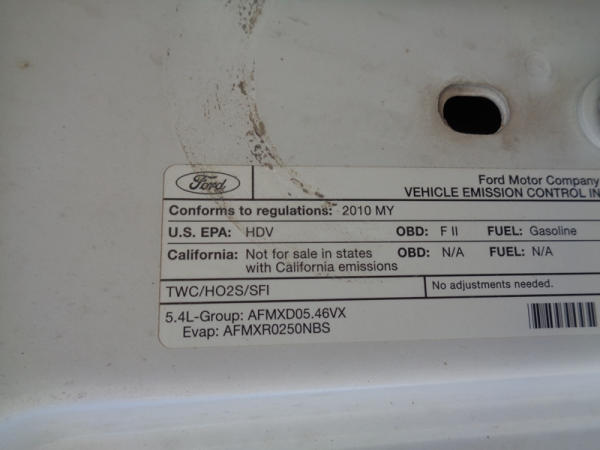 Ford
Ford Motor Company
VEHICLE EMISSION CONTROL
Conforms to regulations: 2010 MY
U.S. EPA: HDV OBD: F II FUEL: Gasoline
California: Not for sale in states OBD: N/A FUEL: N/A
with California emissions
TWC/HO2S/SFI No adjustments needed.
5.4L-Group: AFMXD05.46VX
Evap: AFMXR0250NBS